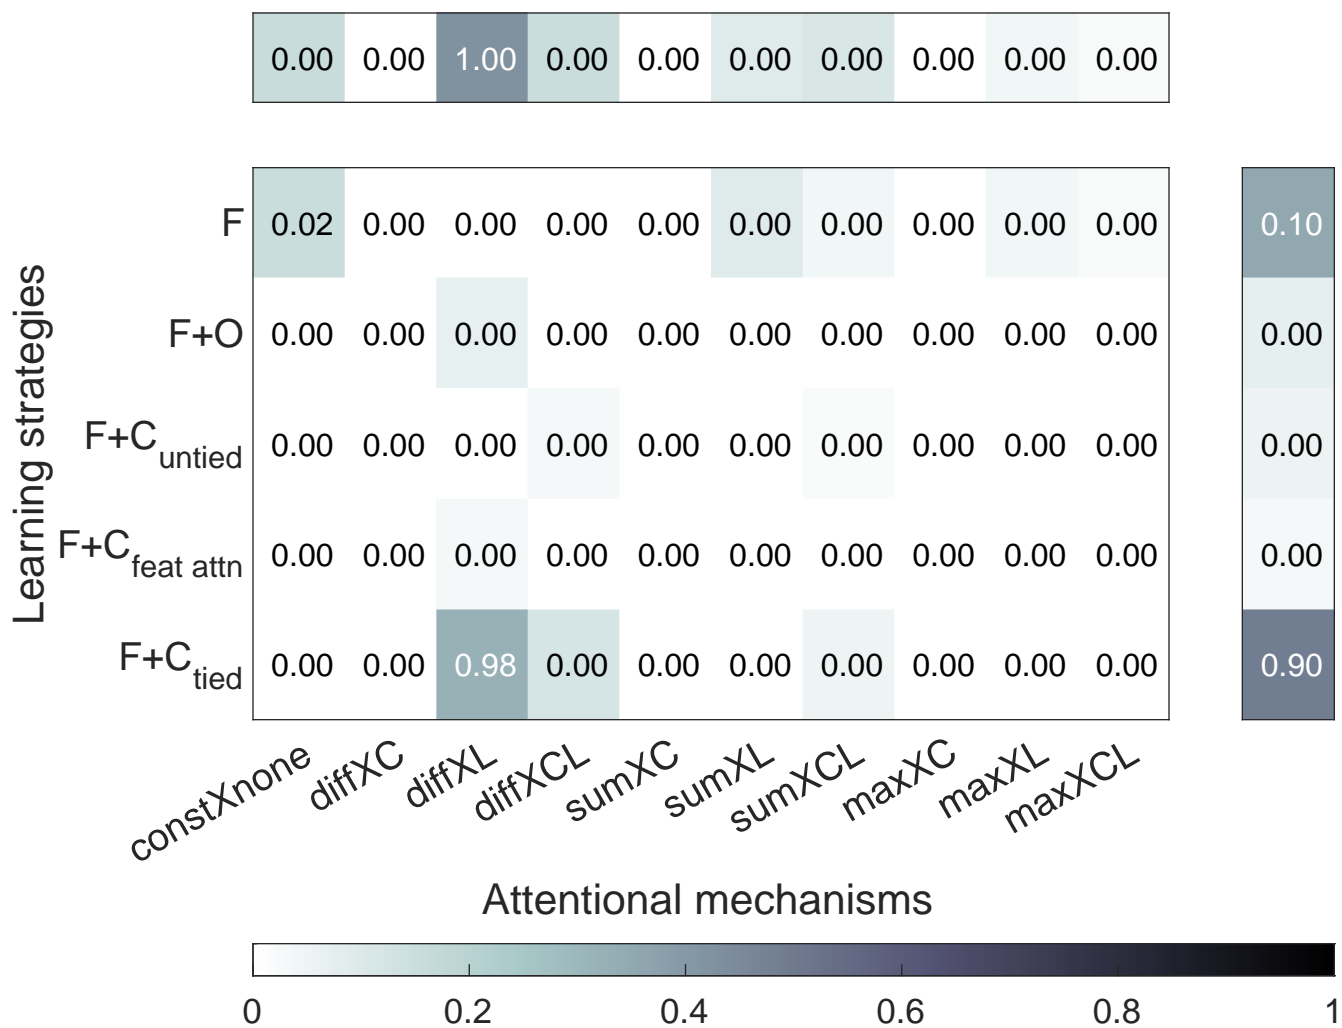 0.00 0.00 1.00 0.00 0.00 0.00 0.00 0.00 0.00 0.00
Learning strategies
F 0.02 0.00 0.00 0.00 0.00 0.00 0.00 0.00 0.00 0.00 0.10
F+O 0.00 0.00 0.00 0.00 0.00 0.00 0.00 0.00 0.00 0.00 0.00
F+C untied 0.00 0.00 0.00 0.00 0.00 0.00 0.00 0.00 0.00 0.00 0.00
F+C feat attn 0.00 0.00 0.00 0.00 0.00 0.00 0.00 0.00 0.00 0.00 0.00
F+C tied 0.00 0.00 0.98 0.00 0.00 0.00 0.00 0.00 0.00 0.00 0.90
constXnone diffXC diffXL diffXCL sumXC sumXL sumXCL maxXC maxXL maxXCL
Attentional mechanisms
0 0.2 0.4 0.6 0.8 1